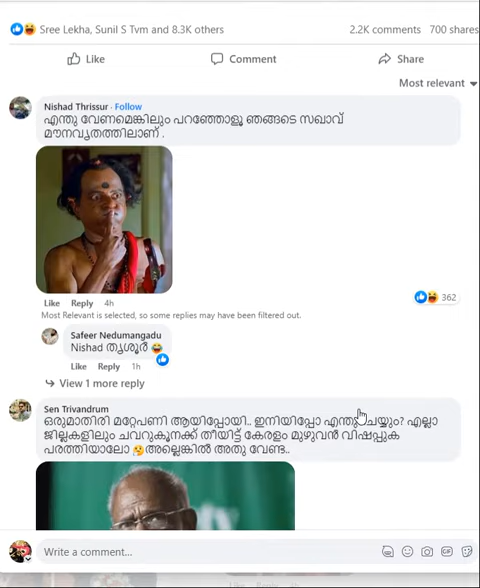 Sree Lekha, Sunil S Tvm and 8.3K others 2.2K comments 700 shares
Like Comment Share
Most relevant
Nishad Thrissur · Follow
എന്തു വേണമെങ്കിലും പറഞ്ഞോളൂ ഞങ്ങടെ സഖാവ്
മൗനവൃതത്തിലാണ് .
Like Reply 4h 362
Most Relevant is selected, so some replies may have been filtered out.
Safeer Nedumangadu
Nishad തൃശൂർ 😂
Like Reply 1h
View 1 more reply
Sen Trivandrum
ഒരുമാതിരി മറ്റേപണി ആയിപ്പോയി.. ഇനിയിപ്പോ എന്തു ചയ്യും? എല്ലാ
ജില്ലകളിലും ചവറുകൂനക്ക് തീയിട്ട് കേരളം മുഴുവൻ വിഷപ്പുക
പരത്തിയാലോ 🤔അല്ലെങ്കിൽ അതു വേണ്ട..
Write a comment...
GIF